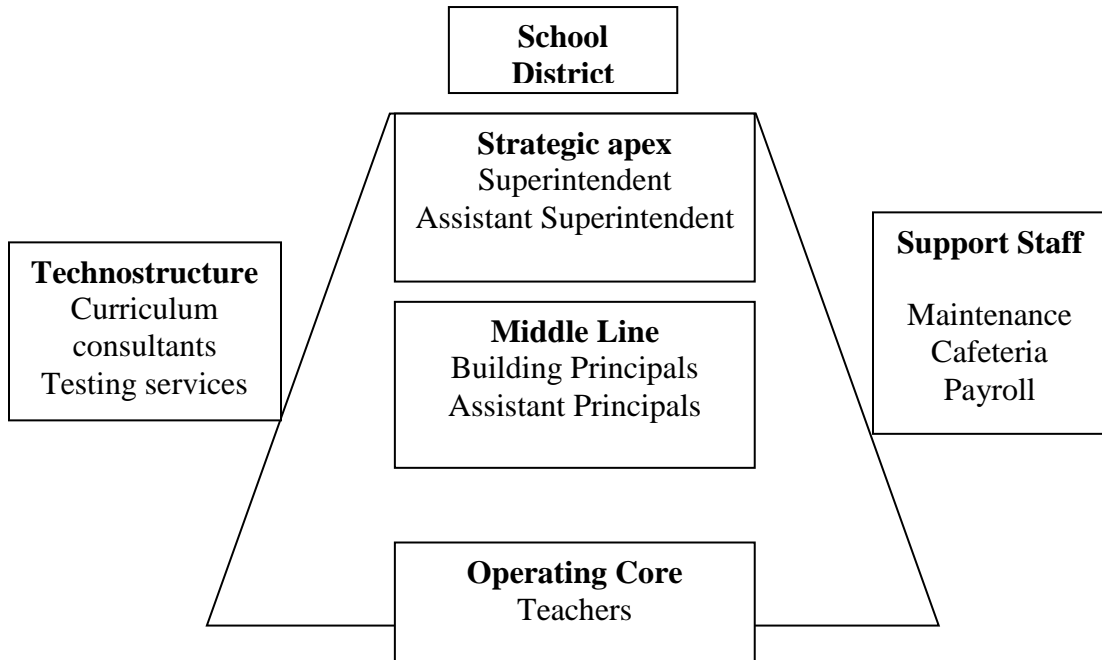 School
District
Strategic apex
Superintendent
Assistant Superintendent
Technostructure
Curriculum
consultants
Testing services
Middle Line
Building Principals
Assistant Principals
Support Staff
Maintenance
Cafeteria
Payroll
Operating Core
Teachers